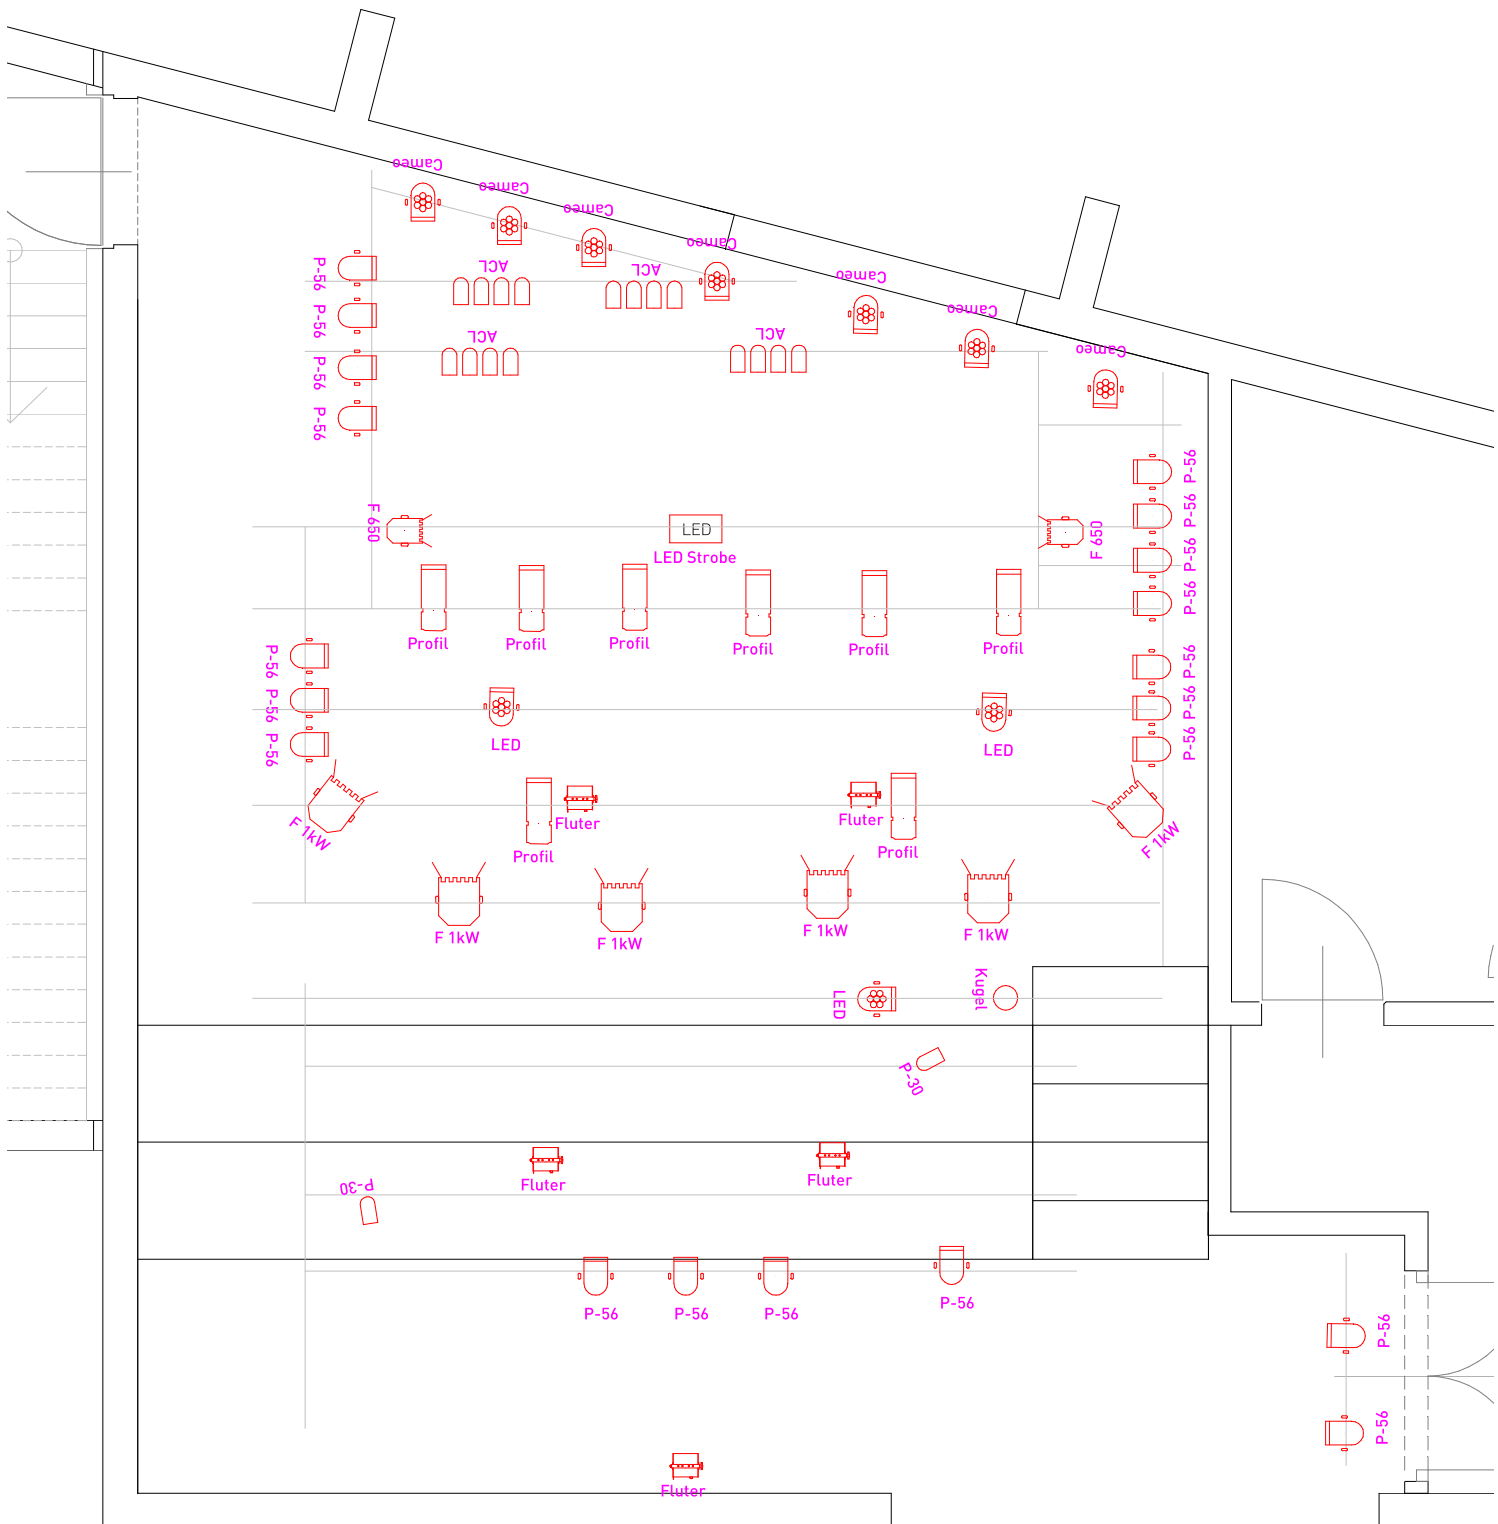 Cameo
Cameo
Cameo
Cameo
Cameo
Cameo
Cameo
ACL
ACL
ACL
ACL
P-56
P-56
P-56
P-56
P-56
P-56
P-56
P-56
F 650
LED
LED Strobe
F 650
Profil
Profil
Profil
Profil
Profil
Profil
P-56
P-56
P-56
P-56
P-56
P-56
LED
LED
F 1kW
Fluter
Profil
Fluter
Profil
F 1kW
F 1kW
F 1kW
F 1kW
F 1kW
LED
Kugel
P-30
Fluter
Fluter
P-30
P-56
P-56
P-56
P-56
P-56
P-56
Fluter